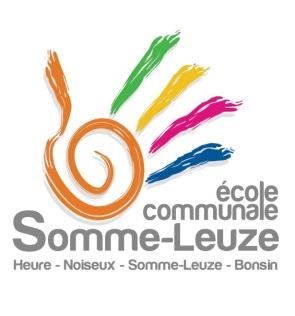 école
communale
Somme-Leuze
Heure - Noiseux - Somme-Leuze - Bonsin